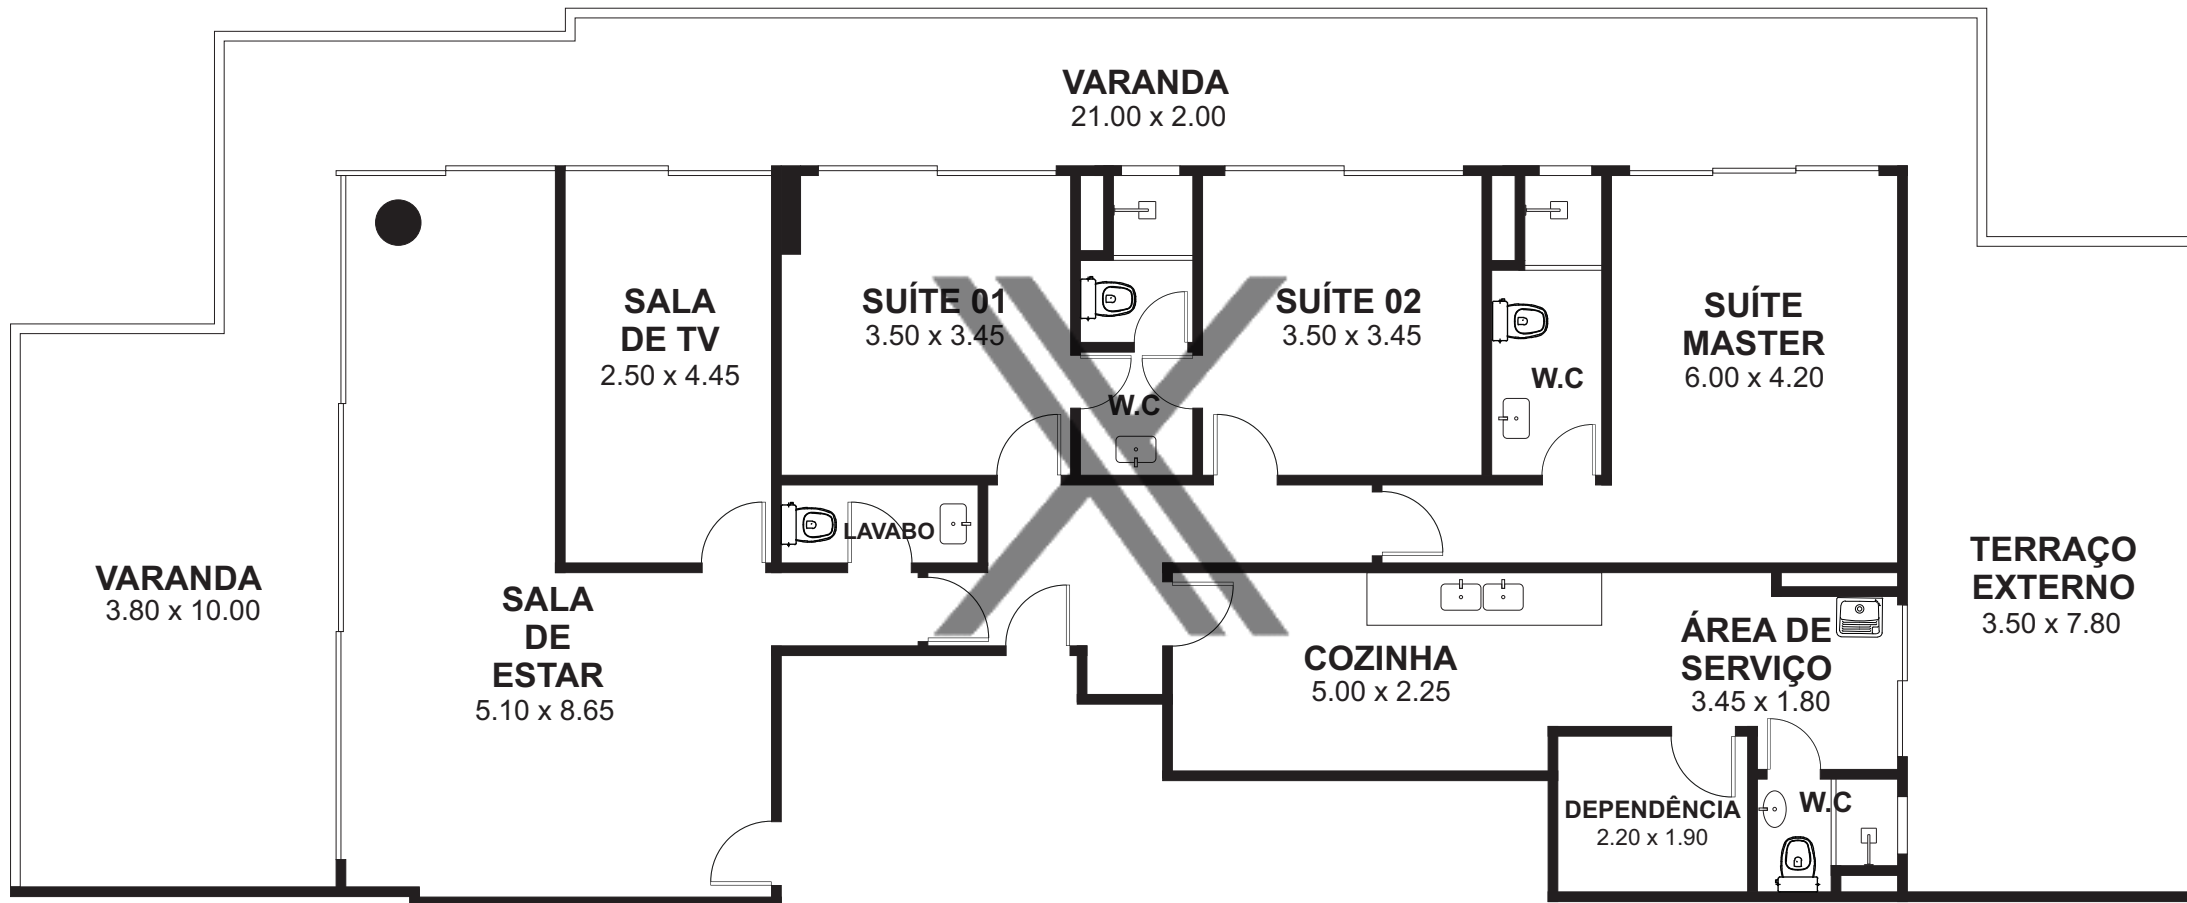 VARANDA
21.00 x 2.00
SALA
DE TV
2.50 x 4.45
SUÍTE 01
3.50 x 3.45
SUÍTE 02
3.50 x 3.45
SUÍTE
MASTER
6.00 x 4.20
W.C
W.C
LAVABO
VARANDA
3.80 x 10.00
SALA
DE
ESTAR
5.10 x 8.65
COZINHA
5.00 x 2.25
ÁREA DE
SERVIÇO
3.45 x 1.80
TERRAÇO
EXTERNO
3.50 x 7.80
DEPENDÊNCIA
2.20 x 1.90
W.C